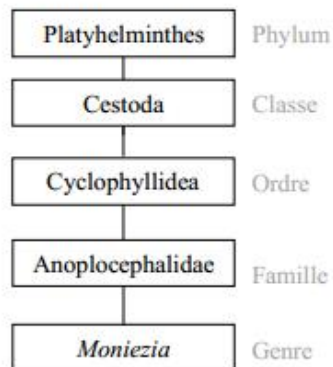 Platyhelminthes Phylum
Cestoda Classe
Cyclophyllidea Ordre
Anoplocephalidae Famille
Moniezia Genre